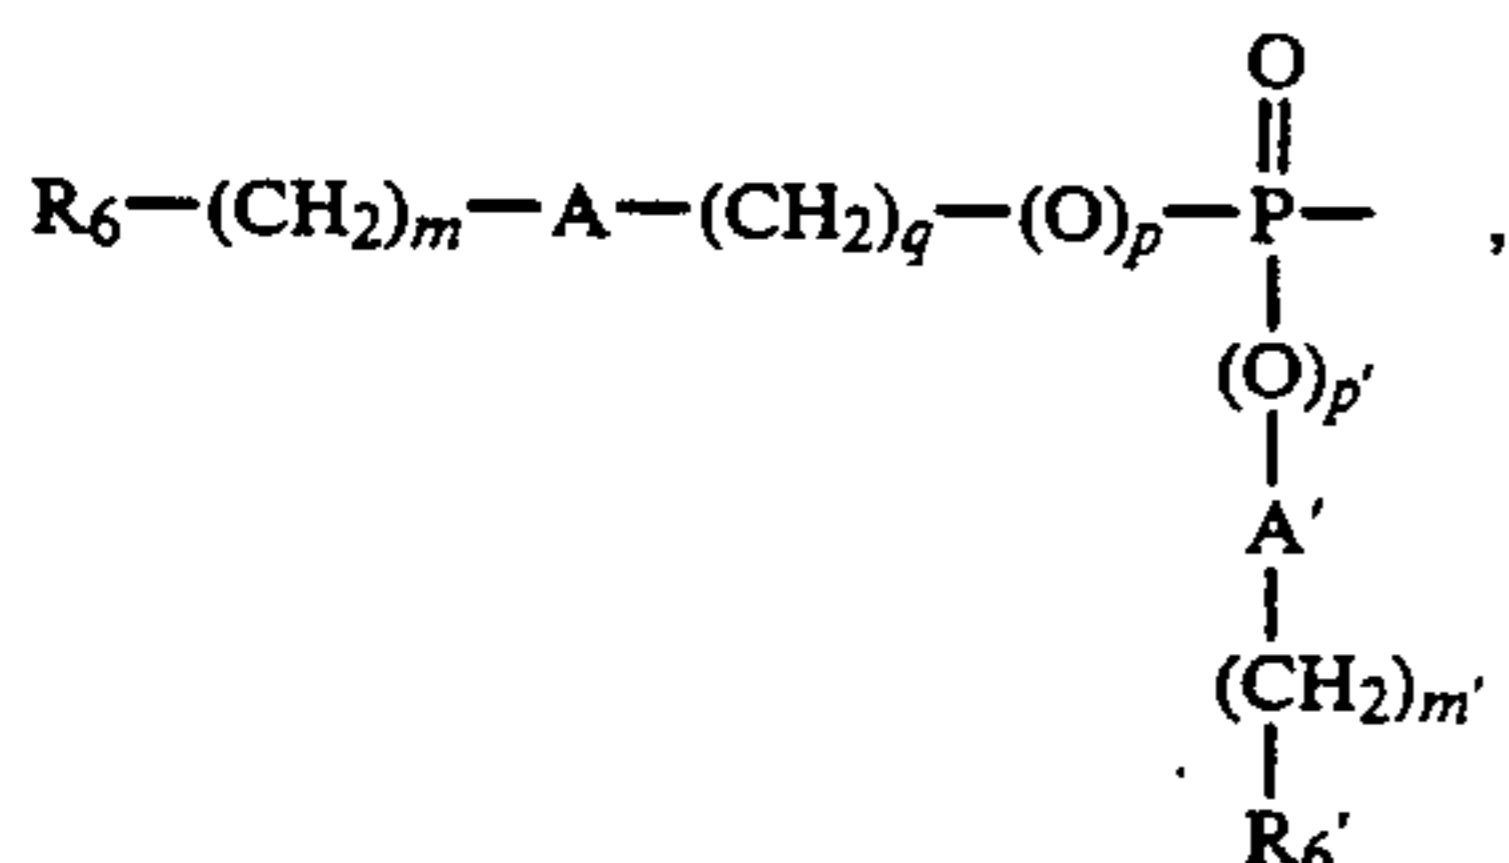 O
R6—(CH2)m—A—(CH2)q—(O)p—P— ,
(O)p'
A'
(CH2)m'
R6'